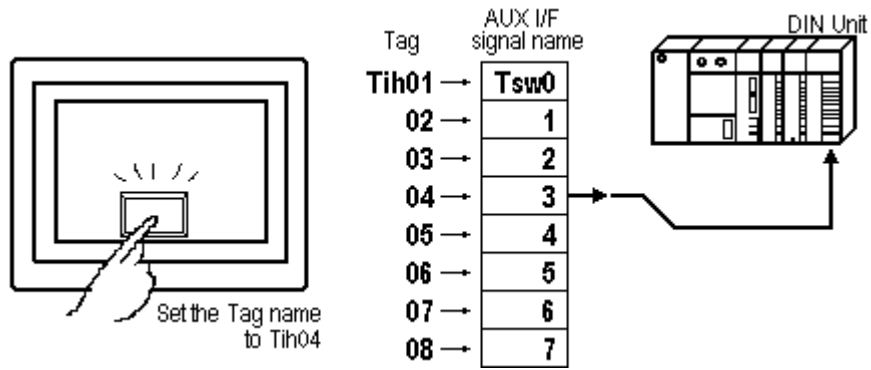 Tag
AUX I/F
signal name
DIN Unit
Tih01 → Tsw0
02 → 1
03 → 2
04 → 3
05 → 4
06 → 5
07 → 6
08 → 7
Set the Tag name
to Tih04